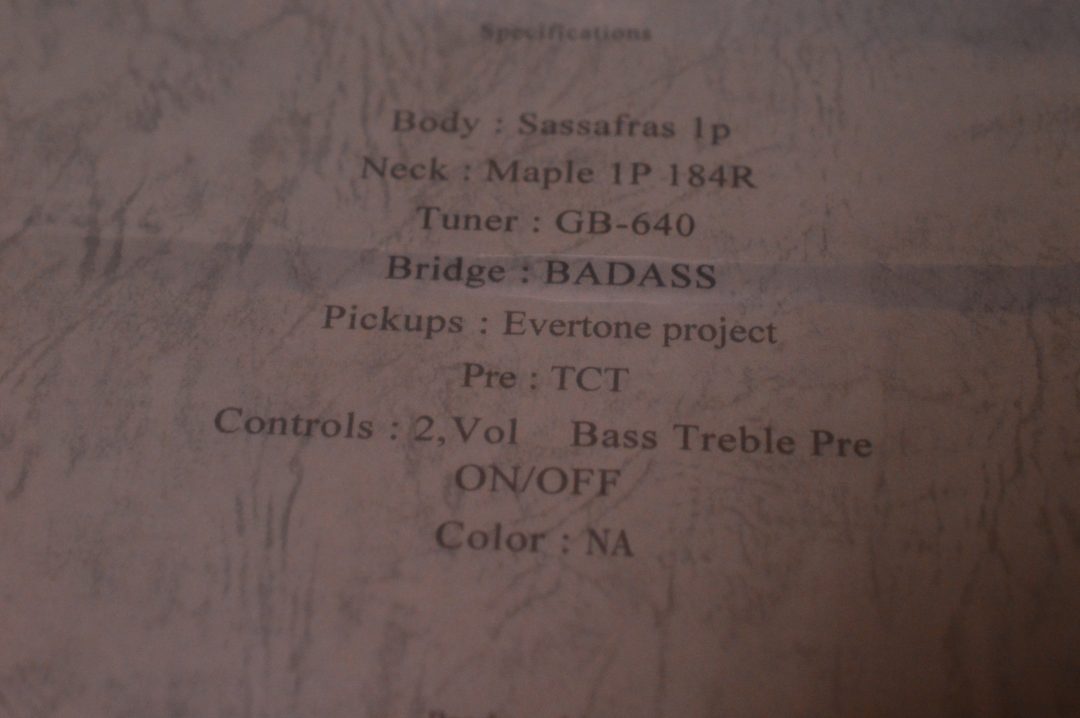 Specifications
Body : Sassafras 1p
Neck : Maple 1P 184R
Tuner : GB-640
Bridge : BADASS
Pickups : Evertone project
Pre : TCT
Controls : 2,Vol Bass Treble Pre
ON/OFF
Color : NA